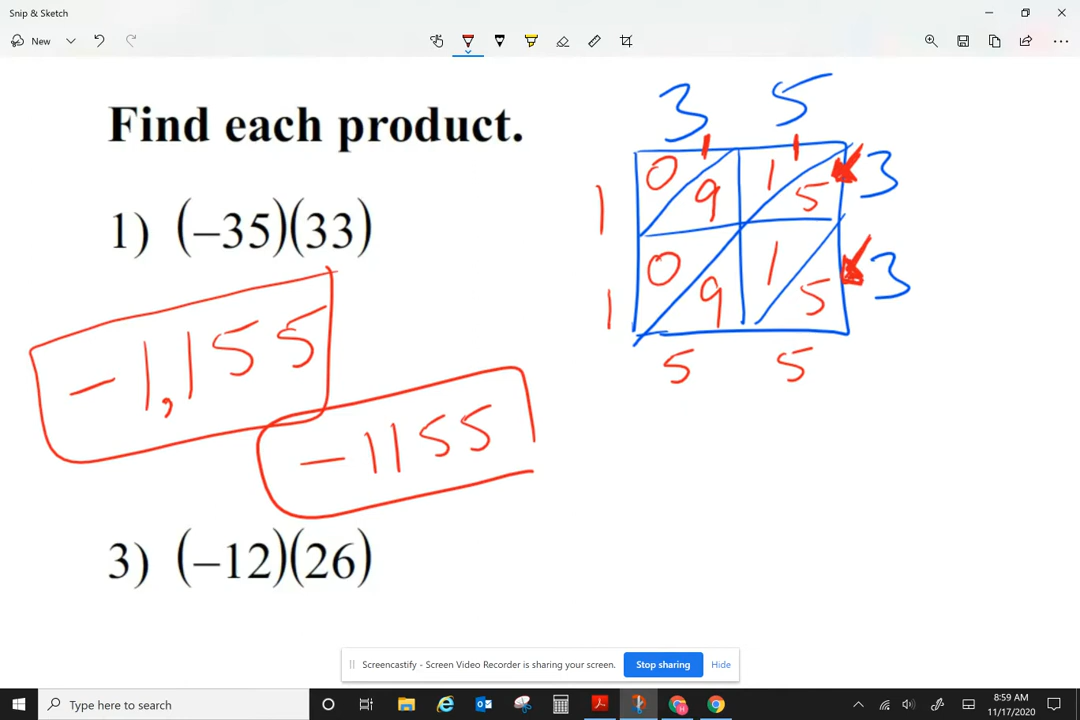 Snip & Sketch
New
Find each product.
1) (–35)(33)
–1,155
–1155
3) (–12)(26)
3 5
1 1
0 9 1 5 3
1
0 9 1 5 3
1
5 5
Screencastify - Screen Video Recorder is sharing your screen. Stop sharing Hide
Type here to search
8:59 AM
11/17/2020